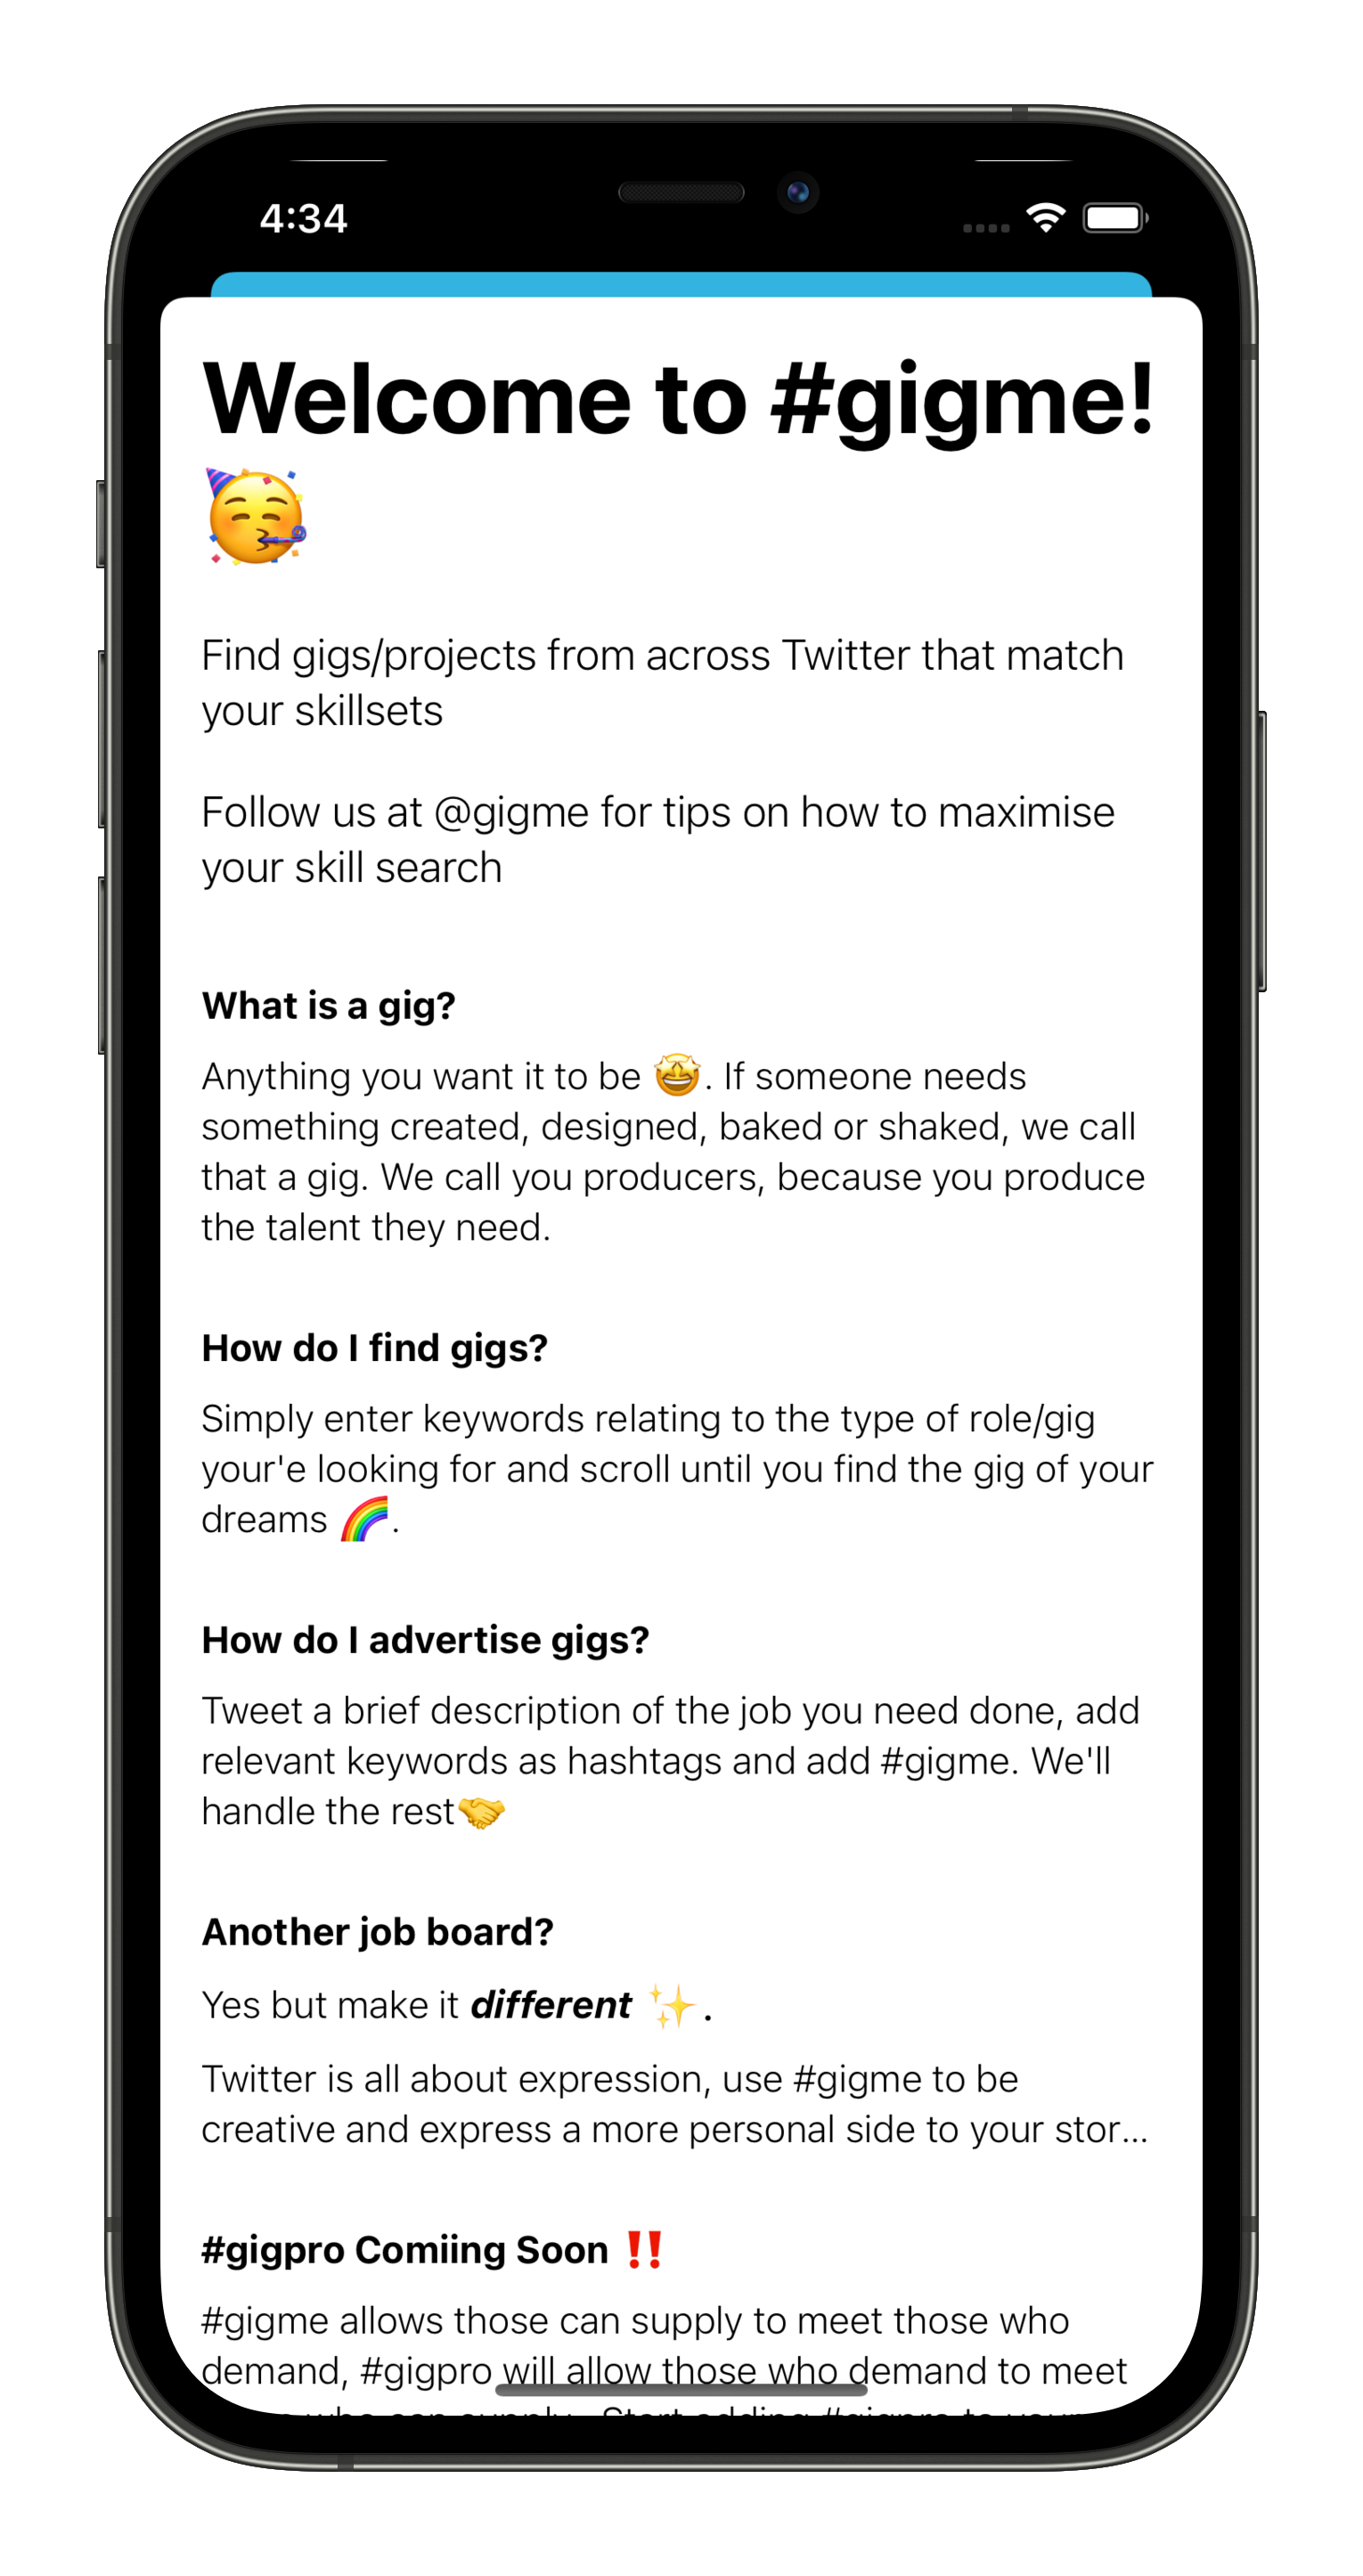 4:34
Welcome to #gigme!
🥳
Find gigs/projects from across Twitter that match
your skillsets
Follow us at @gigme for tips on how to maximise
your skill search
What is a gig?
Anything you want it to be 🤩. If someone needs
something created, designed, baked or shaked, we call
that a gig. We call you producers, because you produce
the talent they need.
How do I find gigs?
Simply enter keywords relating to the type of role/gig
your'e looking for and scroll until you find the gig of your
dreams 🌈.
How do I advertise gigs?
Tweet a brief description of the job you need done, add
relevant keywords as hashtags and add #gigme. We'll
handle the rest🤝
Another job board?
Yes but make it different ✨.
Twitter is all about expression, use #gigme to be
creative and express a more personal side to your stor...
#gigpro Comiing Soon ‼️
#gigme allows those can supply to meet those who
demand, #gigpro will allow those who demand to meet
who can supply. Start adding #gigpro to your